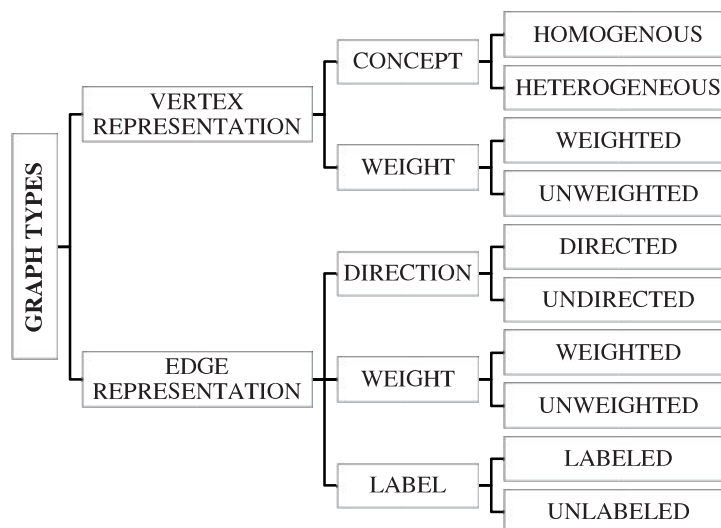 GRAPH TYPES
VERTEX
REPRESENTATION
CONCEPT
HOMOGENOUS
HETEROGENEOUS
WEIGHT
WEIGHTED
UNWEIGHTED
EDGE
REPRESENTATION
DIRECTION
DIRECTED
UNDIRECTED
WEIGHT
WEIGHTED
UNWEIGHTED
LABEL
LABELED
UNLABELED